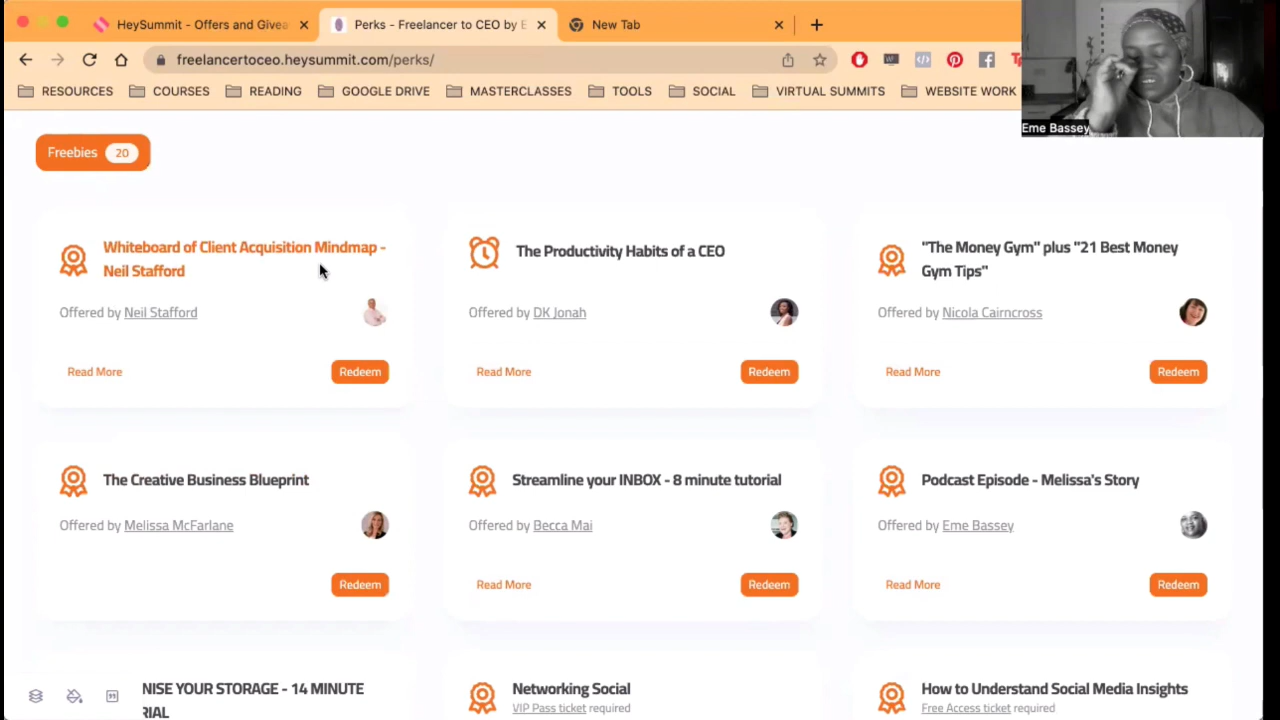 HeySummit - Offers and Givea
Perks - Freelancer to CEO by E
New Tab
freelancertoceo.heysummit.com/perks/
RESOURCES
COURSES
READING
GOOGLE DRIVE
MASTERCLASSES
TOOLS
SOCIAL
VIRTUAL SUMMITS
WEBSITE WORK
Eme Bassey
Freebies 20
Whiteboard of Client Acquisition Mindmap -
Neil Stafford
Offered by Neil Stafford
Read More
Redeem
The Productivity Habits of a CEO
Offered by DK Jonah
Read More
Redeem
"The Money Gym" plus "21 Best Money
Gym Tips"
Offered by Nicola Cairncross
Read More
Redeem
The Creative Business Blueprint
Offered by Melissa McFarlane
Redeem
Streamline your INBOX - 8 minute tutorial
Offered by Becca Mai
Read More
Redeem
Podcast Episode - Melissa's Story
Offered by Eme Bassey
Read More
Redeem
NISE YOUR STORAGE - 14 MINUTE
RIAL
Networking Social
VIP Pass ticket required
How to Understand Social Media Insights
Free Access ticket required